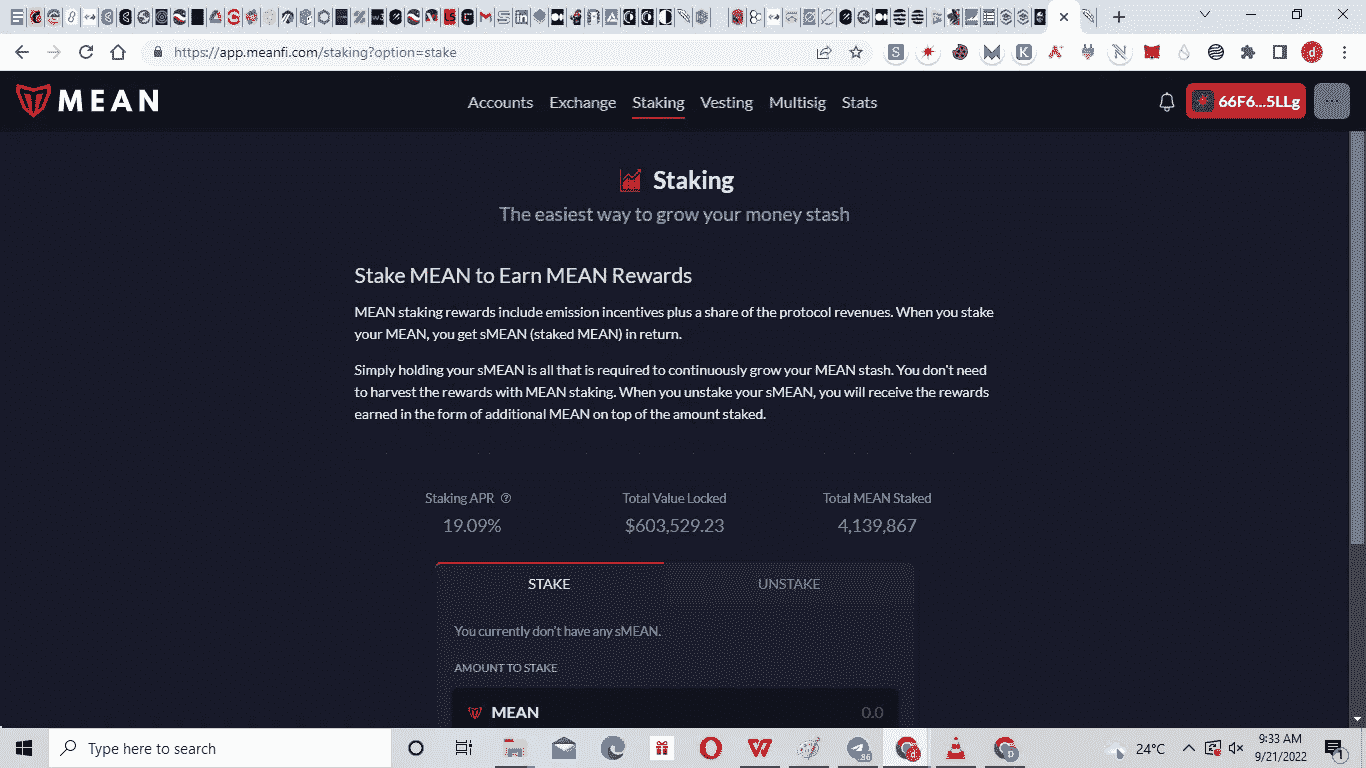 https://app.meanfi.com/staking?option=stake
MEAN
Accounts Exchange Staking Vesting Multisig Stats
66F6...5LLg
Staking
The easiest way to grow your money stash
Stake MEAN to Earn MEAN Rewards
MEAN staking rewards include emission incentives plus a share of the protocol revenues. When you stake
your MEAN, you get sMEAN (staked MEAN) in return.
Simply holding your sMEAN is all that is required to continuously grow your MEAN stash. You don't need
to harvest the rewards with MEAN staking. When you unstake your sMEAN, you will receive the rewards
earned in the form of additional MEAN on top of the amount staked.
Staking APR Total Value Locked Total MEAN Staked
19.09% $603,529.23 4,139,867
STAKE UNSTAKE
You currently don't have any sMEAN.
AMOUNT TO STAKE
MEAN 0.0
Type here to search
24°C
9:33 AM
9/21/2022